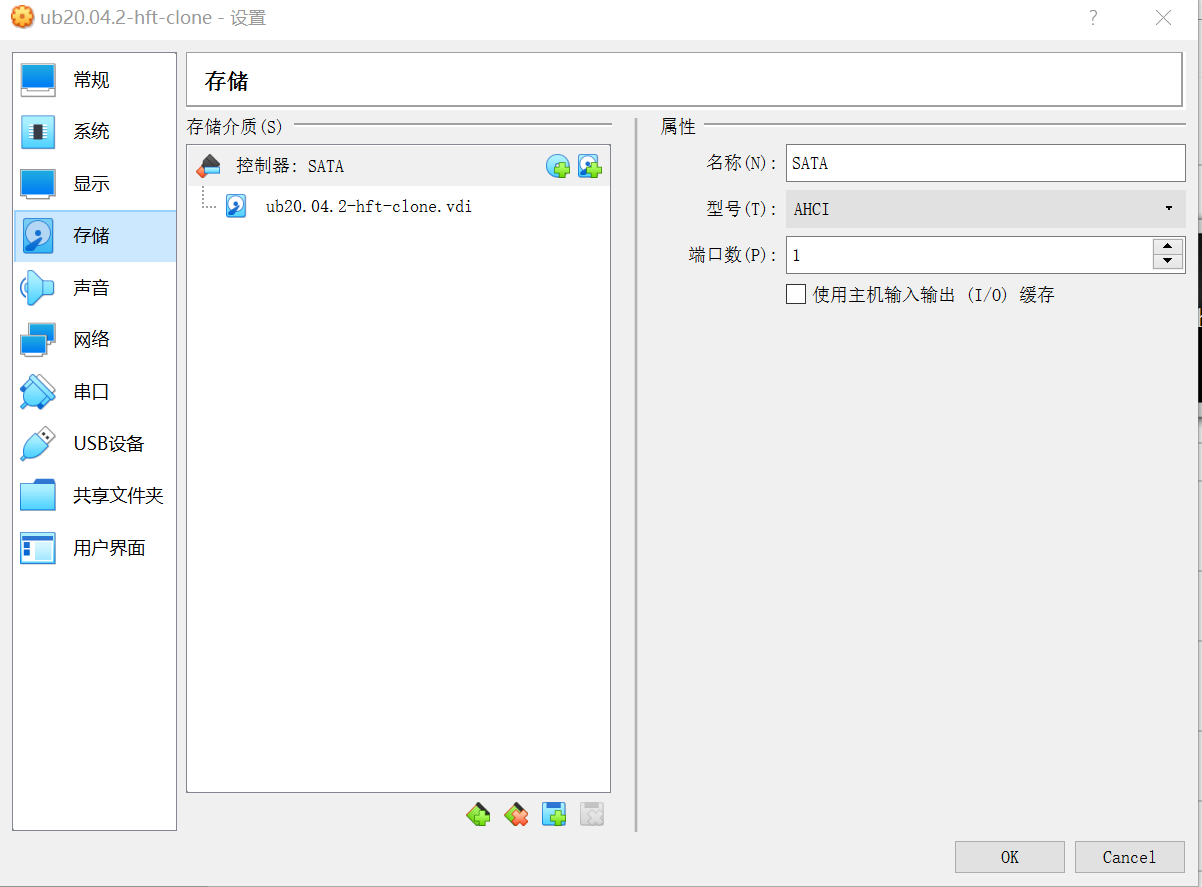 ub20.04.2-hft-clone - 设置
?
常规
系统
显示
存储
声音
网络
串口
USB设备
共享文件夹
用户界面
存储
存储介质(S)
控制器: SATA
ub20.04.2-hft-clone.vdi
属性
名称(N): SATA
型号(T): AHCI
端口数(P): 1
使用主机输入输出 (I/O) 缓存
OK
Cancel